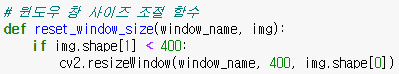 # 윈도우 창 사이즈 조절 함수
def reset_window_size(window_name, img):
    if img.shape[1] < 400:
        cv2.resizeWindow(window_name, 400, img.shape[0])